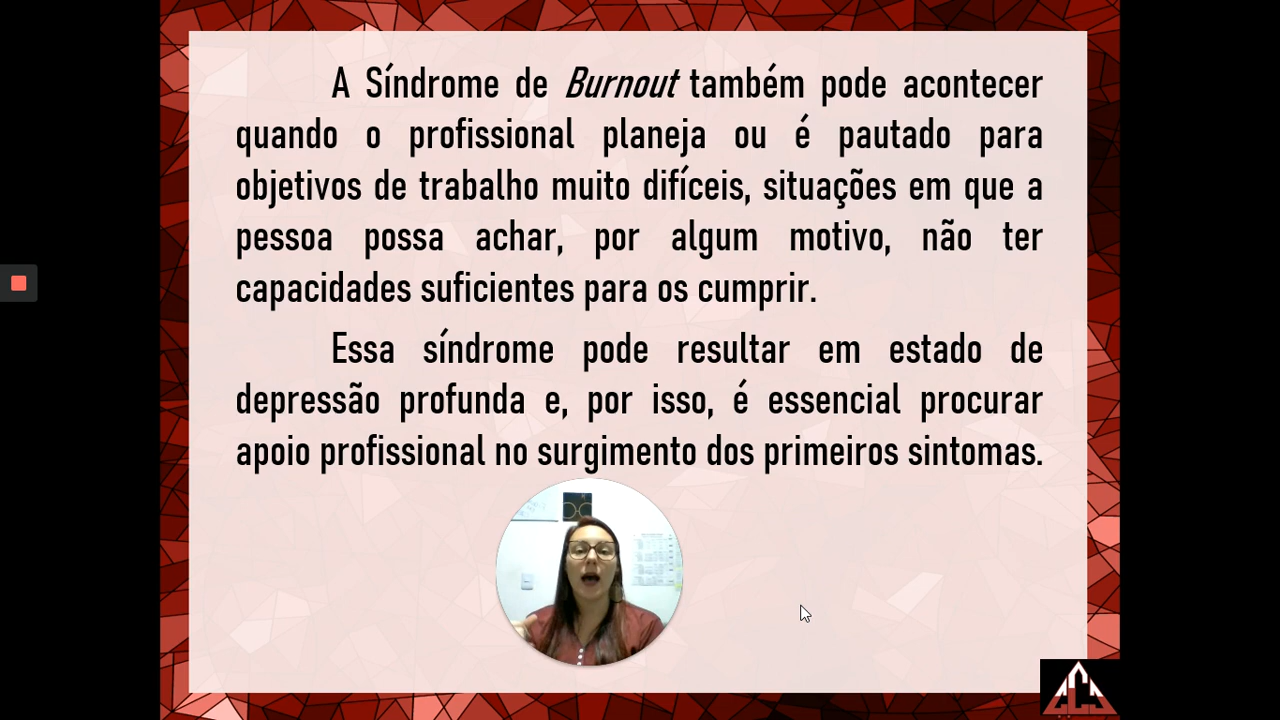 A Síndrome de Burnout também pode acontecer
quando o profissional planeja ou é pautado para
objetivos de trabalho muito difíceis, situações em que a
pessoa possa achar, por algum motivo, não ter
capacidades suficientes para os cumprir.
Essa síndrome pode resultar em estado de
depressão profunda e, por isso, é essencial procurar
apoio profissional no surgimento dos primeiros sintomas.